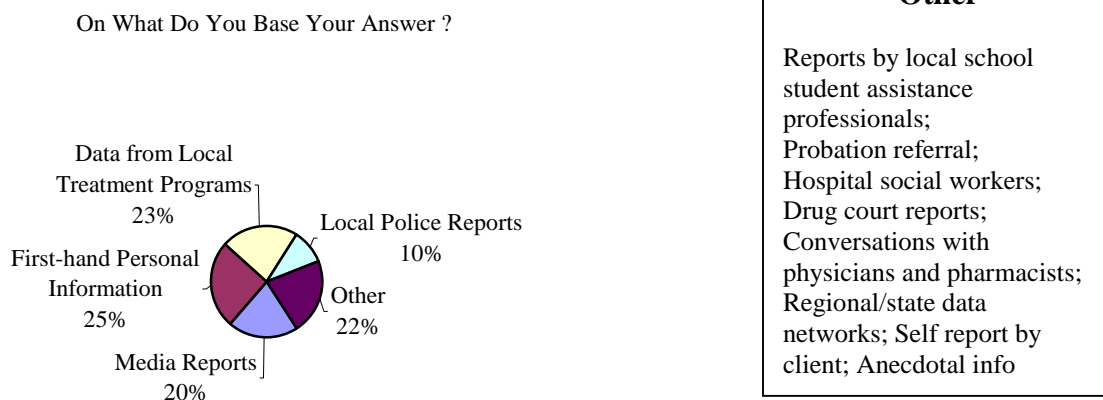 On What Do You Base Your Answer ?
Data from Local
Treatment Programs
23%
Local Police Reports
10%
First-hand Personal
Information
25%
Other
22%
Media Reports
20%
Other
Reports by local school
student assistance
professionals;
Probation referral;
Hospital social workers;
Drug court reports;
Conversations with
physicians and pharmacists;
Regional/state data
networks; Self report by
client; Anecdotal info